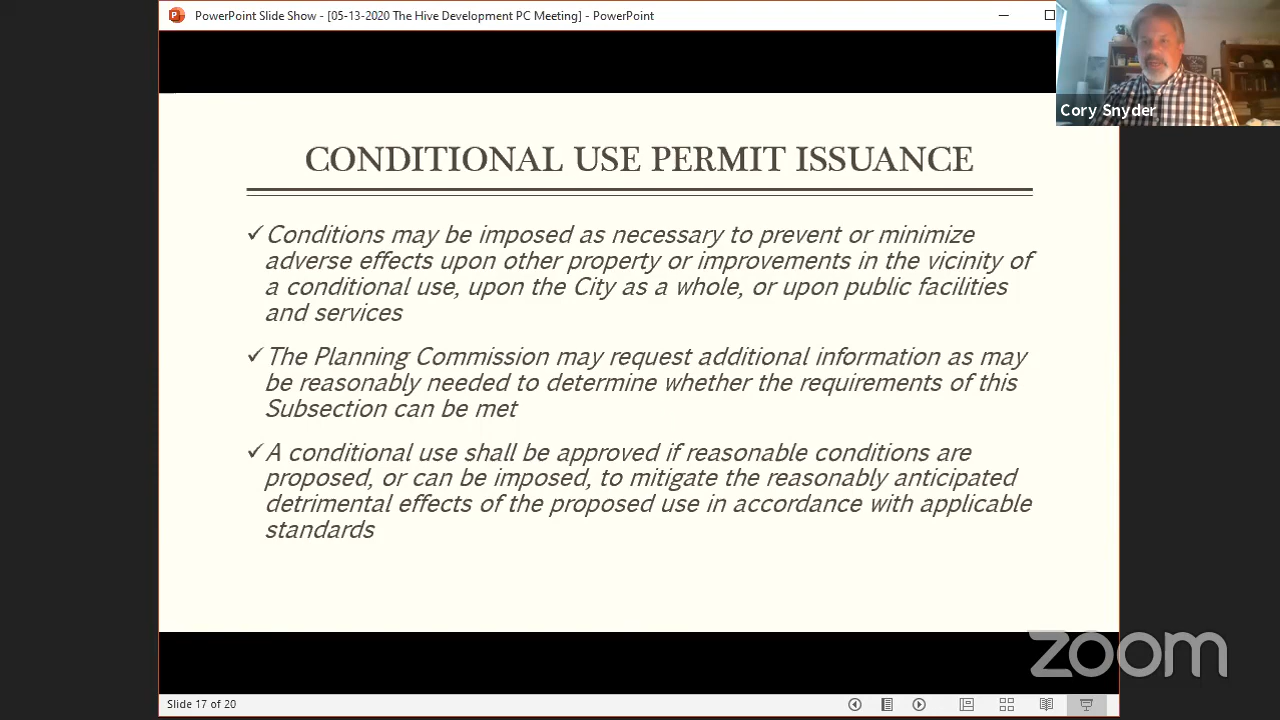 PowerPoint Slide Show - [05-13-2020 The Hive Development PC Meeting] - PowerPoint
Cory Snyder
CONDITIONAL USE PERMIT ISSUANCE
✓Conditions may be imposed as necessary to prevent or minimize
adverse effects upon other property or improvements in the vicinity of
a conditional use, upon the City as a whole, or upon public facilities
and services
✓The Planning Commission may request additional information as may
be reasonably needed to determine whether the requirements of this
Subsection can be met
✓A conditional use shall be approved if reasonable conditions are
proposed, or can be imposed, to mitigate the reasonably anticipated
detrimental effects of the proposed use in accordance with applicable
standards
zoom
Slide 17 of 20